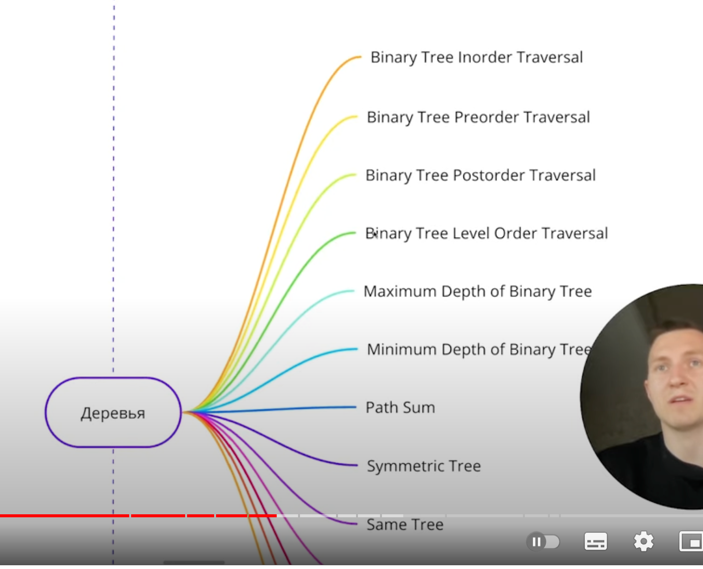 Binary Tree Inorder Traversal
Binary Tree Preorder Traversal
Binary Tree Postorder Traversal
Binary Tree Level Order Traversal
Maximum Depth of Binary Tree
Minimum Depth of Binary Tree
Деревья
Path Sum
Symmetric Tree
Same Tree